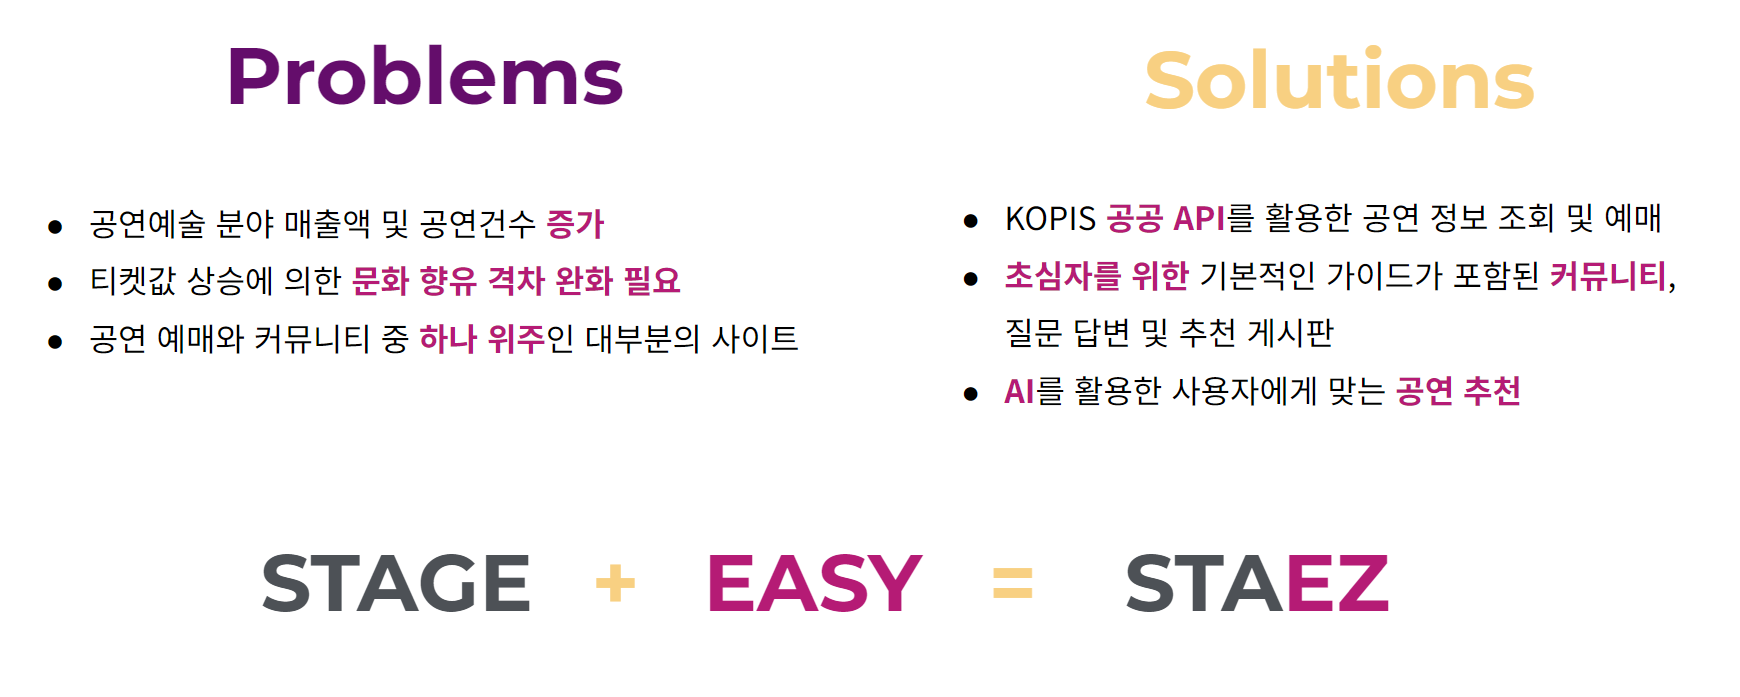 Problems
● 공연예술 분야 매출액 및 공연건수 증가
● 티켓값 상승에 의한 문화 향유 격차 완화 필요
● 공연 예매와 커뮤니티 중 하나 위주인 대부분의 사이트
Solutions
● KOPIS 공공 API를 활용한 공연 정보 조회 및 예매
● 초심자를 위한 기본적인 가이드가 포함된 커뮤니티,
질문 답변 및 추천 게시판
● AI를 활용한 사용자에게 맞는 공연 추천
STAGE + EASY = STAEZ